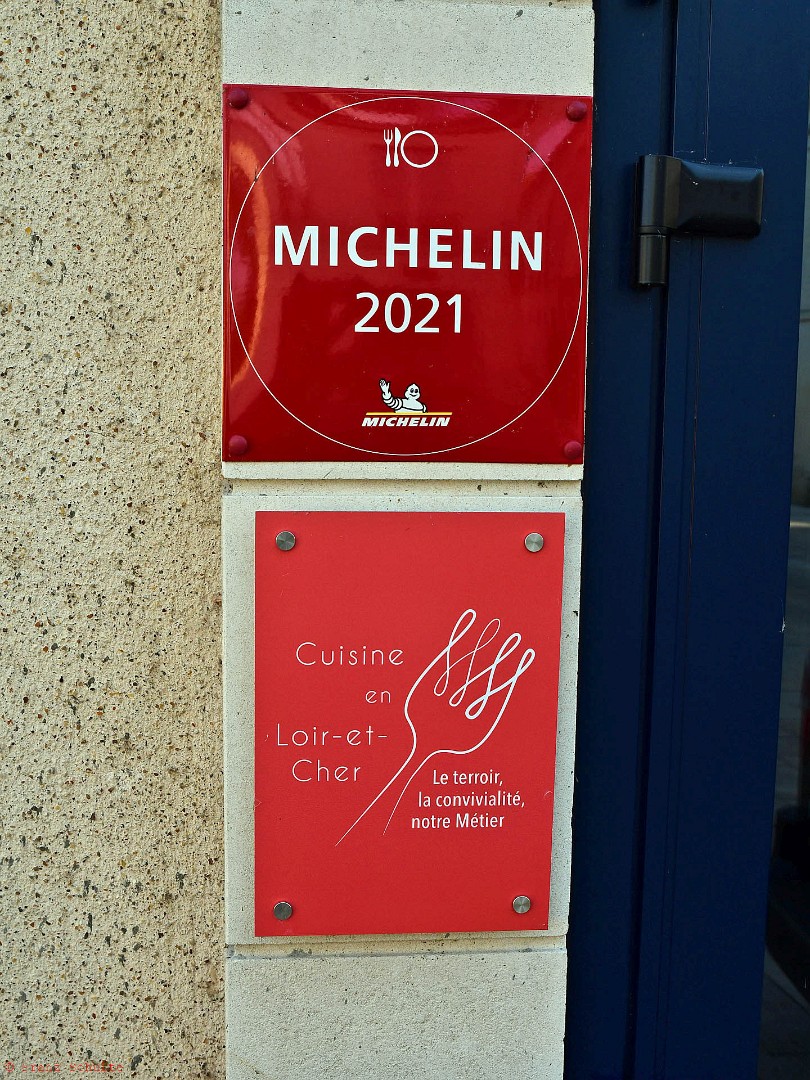 MICHELIN
2021
MICHELIN
Cuisine
en
Loir-et-
Cher
Le terroir,
la convivialité,
notre Métier